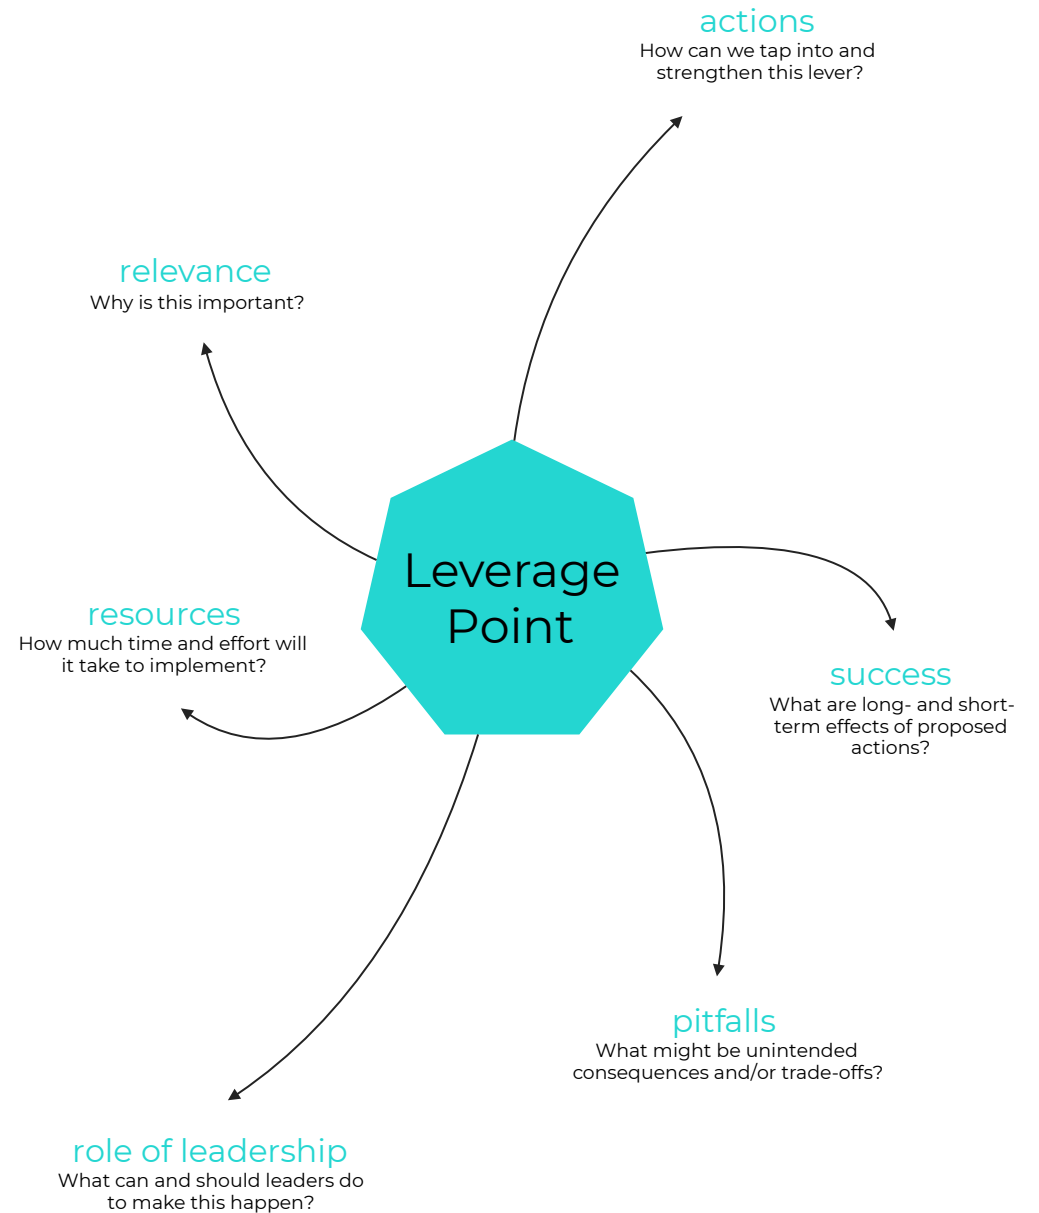 actions
How can we tap into and
strengthen this lever?
relevance
Why is this important?
Leverage
Point
resources
How much time and effort will
it take to implement?
success
What are long- and short-
term effects of proposed
actions?
pitfalls
What might be unintended
consequences and/or trade-offs?
role of leadership
What can and should leaders do
to make this happen?